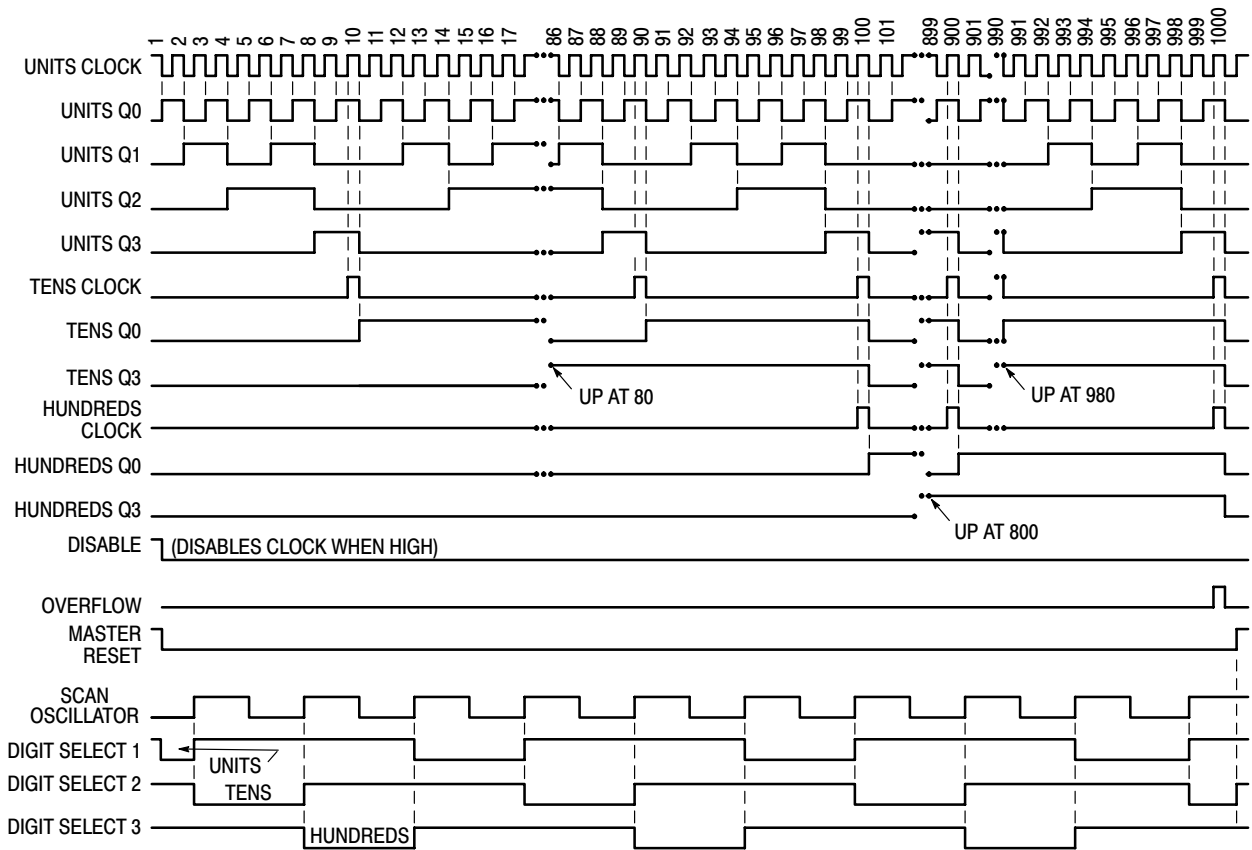 1 2 3 4 5 6 7 8 9 10 11 12 13 14 15 16 17 86 87 88 89 90 91 92 93 94 95 96 97 98 99 100 101 899 900 901 990 991 992 993 994 995 996 997 998 999 1000
UNITS CLOCK
UNITS Q0
UNITS Q1
UNITS Q2
UNITS Q3
TENS CLOCK
TENS Q0
TENS Q3
UP AT 80
UP AT 980
HUNDREDS
CLOCK
HUNDREDS Q0
HUNDREDS Q3
UP AT 800
DISABLE
(DISABLES CLOCK WHEN HIGH)
OVERFLOW
MASTER
RESET
SCAN
OSCILLATOR
DIGIT SELECT 1
UNITS
DIGIT SELECT 2
TENS
DIGIT SELECT 3
HUNDREDS